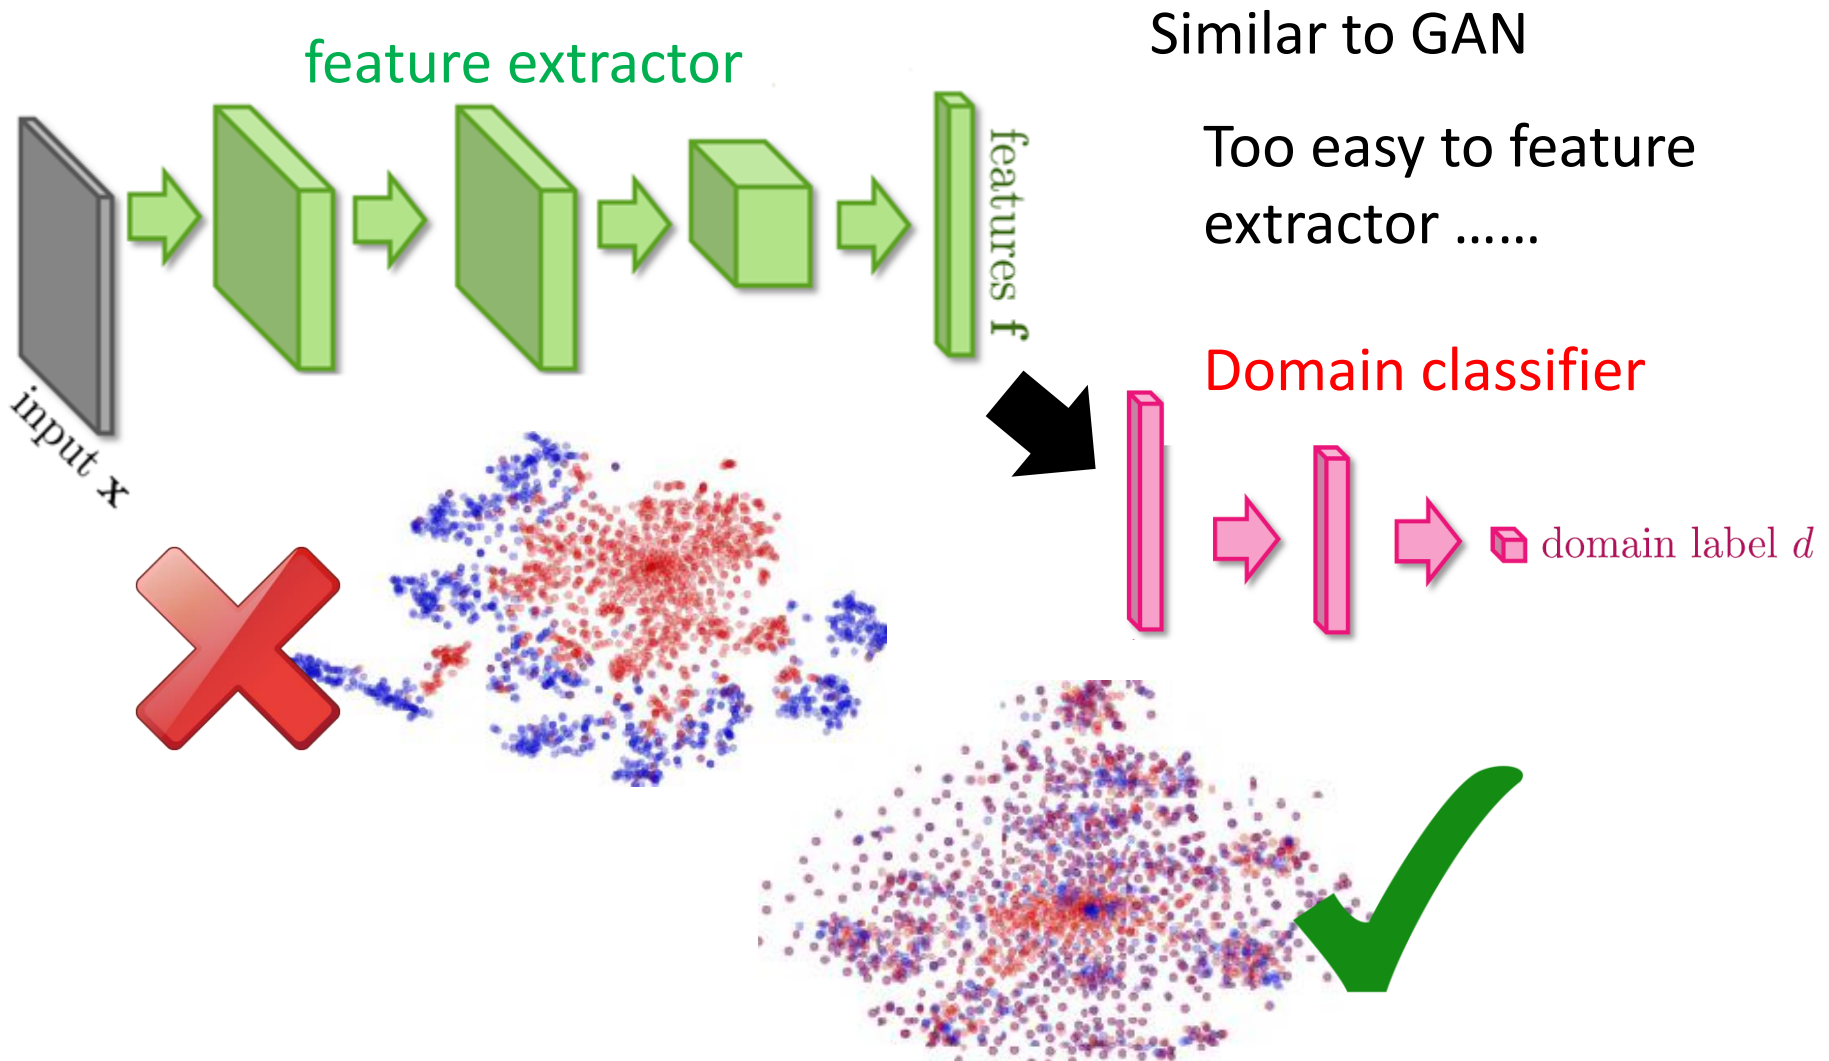 feature extractor
Similar to GAN
Too easy to feature
extractor ……
features f
input x
Domain classifier
domain label d